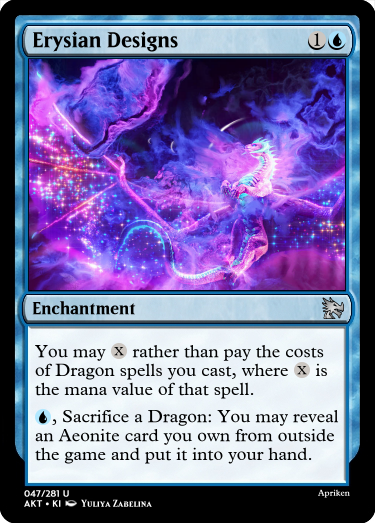 Erysian Designs 1
Enchantment
You may X rather than pay the costs
of Dragon spells you cast, where X is
the mana value of that spell.
, Sacrifice a Dragon: You may reveal
an Aeonite card you own from outside
the game and put it into your hand.
047/281 U Apriken
AKT • KI Yuliya Zabelina